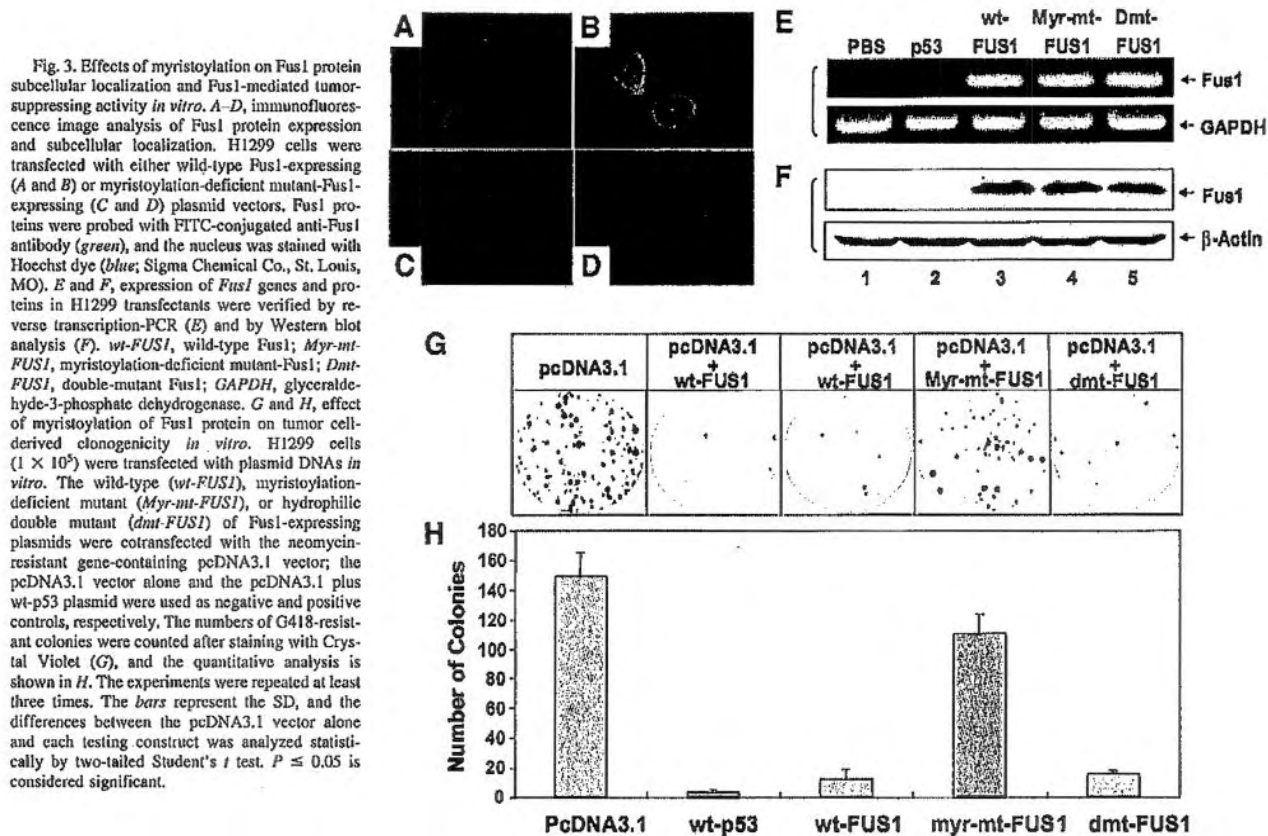 Fig. 3. Effects of myristoylation on Fus1 protein
subcellular localization and Fus1-mediated tumor-
suppressing activity in vitro. A–D, immunofluores-
cence image analysis of Fus1 protein expression
and subcellular localization. H1299 cells were
transfected with either wild-type Fus1-expressing
(A and B) or myristoylation-deficient mutant-Fus1-
expressing (C and D) plasmid vectors. Fus1 pro-
teins were probed with FITC-conjugated anti-Fus1
antibody (green), and the nucleus was stained with
Hoechst dye (blue; Sigma Chemical Co., St. Louis,
MO). E and F, expression of Fus1 genes and pro-
teins in H1299 transfectants were verified by re-
verse transcription-PCR (E) and by Western blot
analysis (F). wt-FUS1, wild-type Fus1; Myr-mt-
FUS1, myristoylation-deficient mutant-Fus1; Dmt-
FUS1, double-mutant Fus1; GAPDH, glyceralde-
hyde-3-phosphate dehydrogenase. G and H, effect
of myristoylation of Fus1 protein on tumor cell-
derived clonogenicity in vitro. H1299 cells
(1 × 10⁵) were transfected with plasmid DNAs in
vitro. The wild-type (wt-FUS1), myristoylation-
deficient mutant (Myr-mt-FUS1), or hydrophilic
double mutant (dmt-FUS1) of Fus1-expressing
plasmids were cotransfected with the neomycin-
resistant gene-containing pcDNA3.1 vector; the
pcDNA3.1 vector alone and the pcDNA3.1 plus
wt-p53 plasmid were used as negative and positive
controls, respectively. The numbers of G418-resist-
ant colonies were counted after staining with Crys-
tal Violet (G), and the quantitative analysis is
shown in H. The experiments were repeated at least
three times. The bars represent the SD, and the
differences between the pcDNA3.1 vector alone
and each testing construct was analyzed statisti-
cally by two-tailed Student's t test. P ≤ 0.05 is
considered significant.
A
B
C
D
E
wt- Myr-mt- Dmt-
PBS p53 FUS1 FUS1 FUS1
Fus1
GAPDH
F
Fus1
β-Actin
1 2 3 4 5
G
pcDNA3.1
pcDNA3.1
+
wt-FUS1
pcDNA3.1
+
wt-FUS1
pcDNA3.1
+
Myr-mt-FUS1
pcDNA3.1
+
dmt-FUS1
H
Number of Colonies
180
160
140
120
100
80
60
40
20
0
PcDNA3.1 wt-p53 wt-FUS1 myr-mt-FUS1 dmt-FUS1